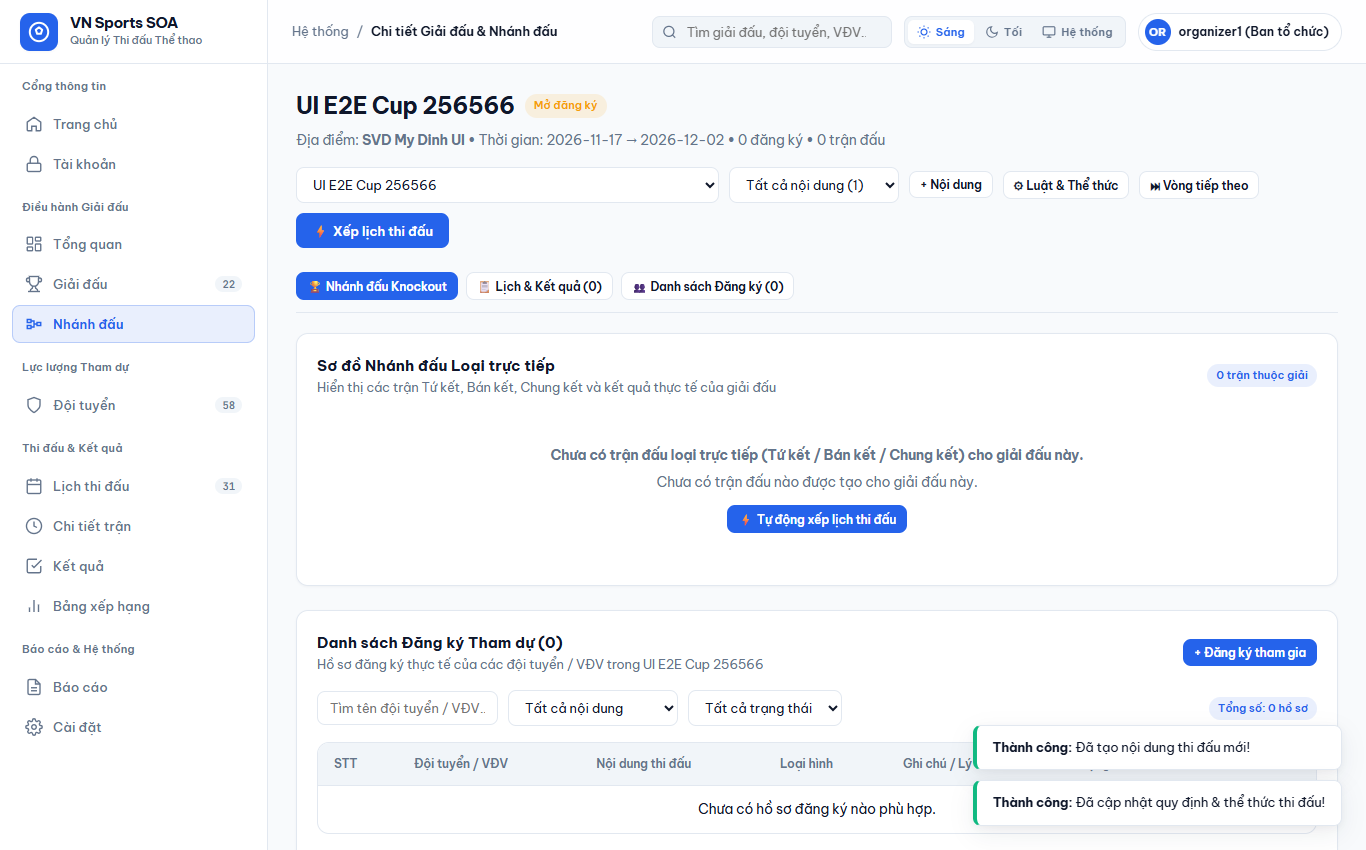 VN Sports SOA
Quản lý Thi đấu Thể thao
Hệ thống / Chi tiết Giải đấu & Nhánh đấu
Tìm giải đấu, đội tuyển, VĐV..
Sáng
Tối
Hệ thống
OR
organizer1 (Ban tổ chức)
Cổng thông tin
Trang chủ
Tài khoản
Điều hành Giải đấu
Tổng quan
Giải đấu 22
Nhánh đấu
Lực lượng Tham dự
Đội tuyển 58
Thi đấu & Kết quả
Lịch thi đấu 31
Chi tiết trận
Kết quả
Bảng xếp hạng
Báo cáo & Hệ thống
Báo cáo
Cài đặt
UI E2E Cup 256566 Mở đăng ký
Địa điểm: SVD My Dinh UI • Thời gian: 2026-11-17 → 2026-12-02 • 0 đăng ký • 0 trận đấu
UI E2E Cup 256566
Tất cả nội dung (1)
+ Nội dung
⚙ Luật & Thể thức
⏭ Vòng tiếp theo
⚡ Xếp lịch thi đấu
🏆 Nhánh đấu Knockout
📋 Lịch & Kết quả (0)
👥 Danh sách Đăng ký (0)
Sơ đồ Nhánh đấu Loại trực tiếp
Hiển thị các trận Tứ kết, Bán kết, Chung kết và kết quả thực tế của giải đấu
0 trận thuộc giải
Chưa có trận đấu loại trực tiếp (Tứ kết / Bán kết / Chung kết) cho giải đấu này.
Chưa có trận đấu nào được tạo cho giải đấu này.
⚡ Tự động xếp lịch thi đấu
Danh sách Đăng ký Tham dự (0)
Hồ sơ đăng ký thực tế của các đội tuyển / VĐV trong UI E2E Cup 256566
+ Đăng ký tham gia
Tìm tên đội tuyển / VĐV..
Tất cả nội dung
Tất cả trạng thái
Tổng số: 0 hồ sơ
STT
Đội tuyển / VĐV
Nội dung thi đấu
Loại hình
Ghi chú / Lý
Chưa có hồ sơ đăng ký nào phù hợp.
Thành công: Đã tạo nội dung thi đấu mới!
Thành công: Đã cập nhật quy định & thể thức thi đấu!